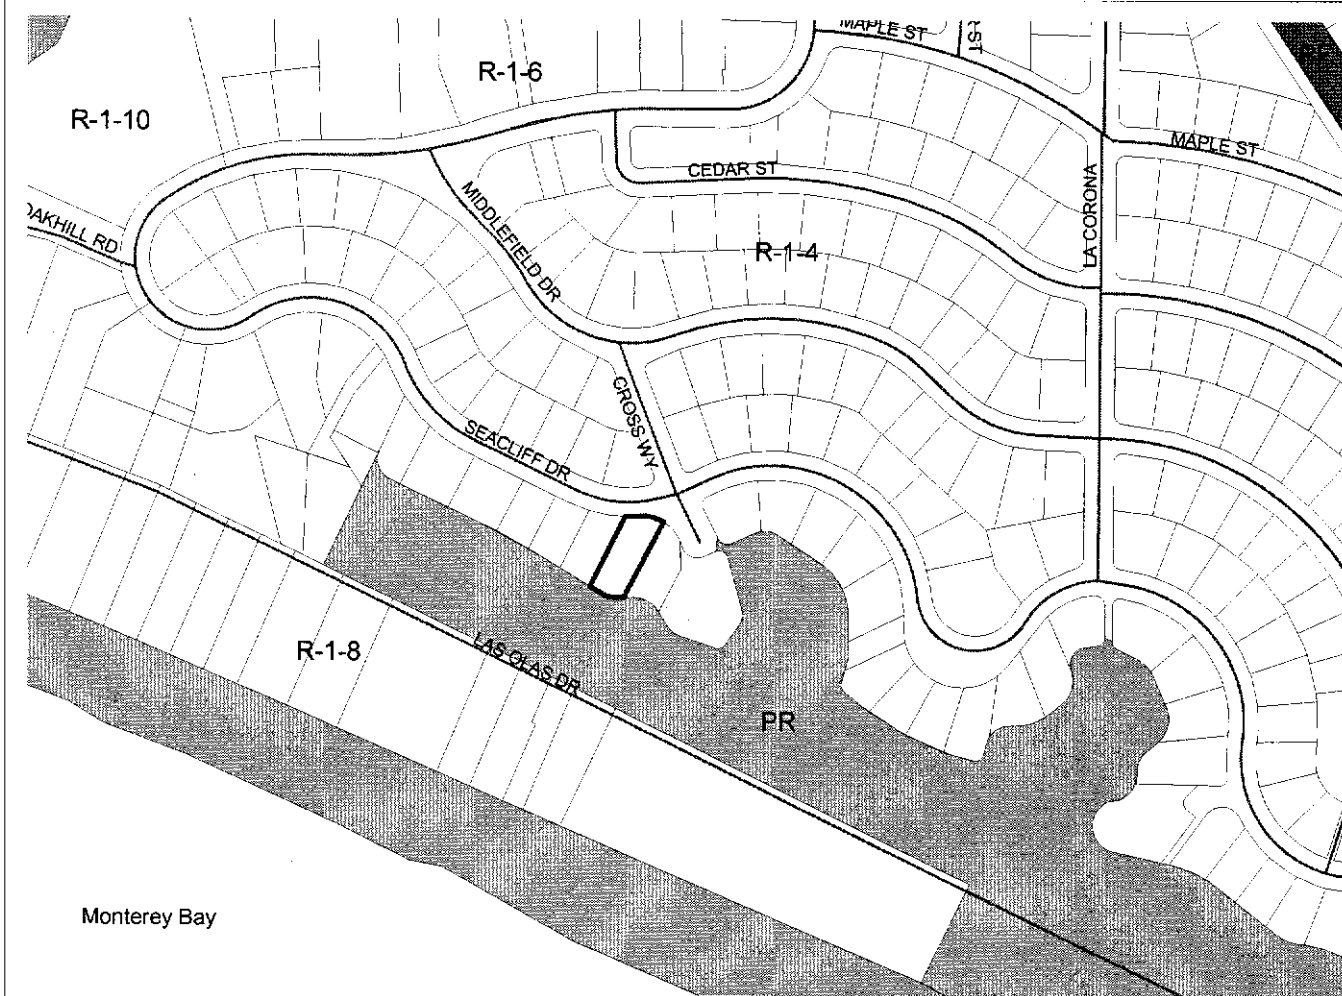 MAPLE ST
R ST
R-1-6
R-1-10
MAPLE ST
CEDAR ST
LA CORONA
MIDDLEFIELD DR
OAKHILL RD
R-1-4
CROSS WY
SEACLIFF DR
R-1-8
LAS OLAS DR
PR
Monterey Bay